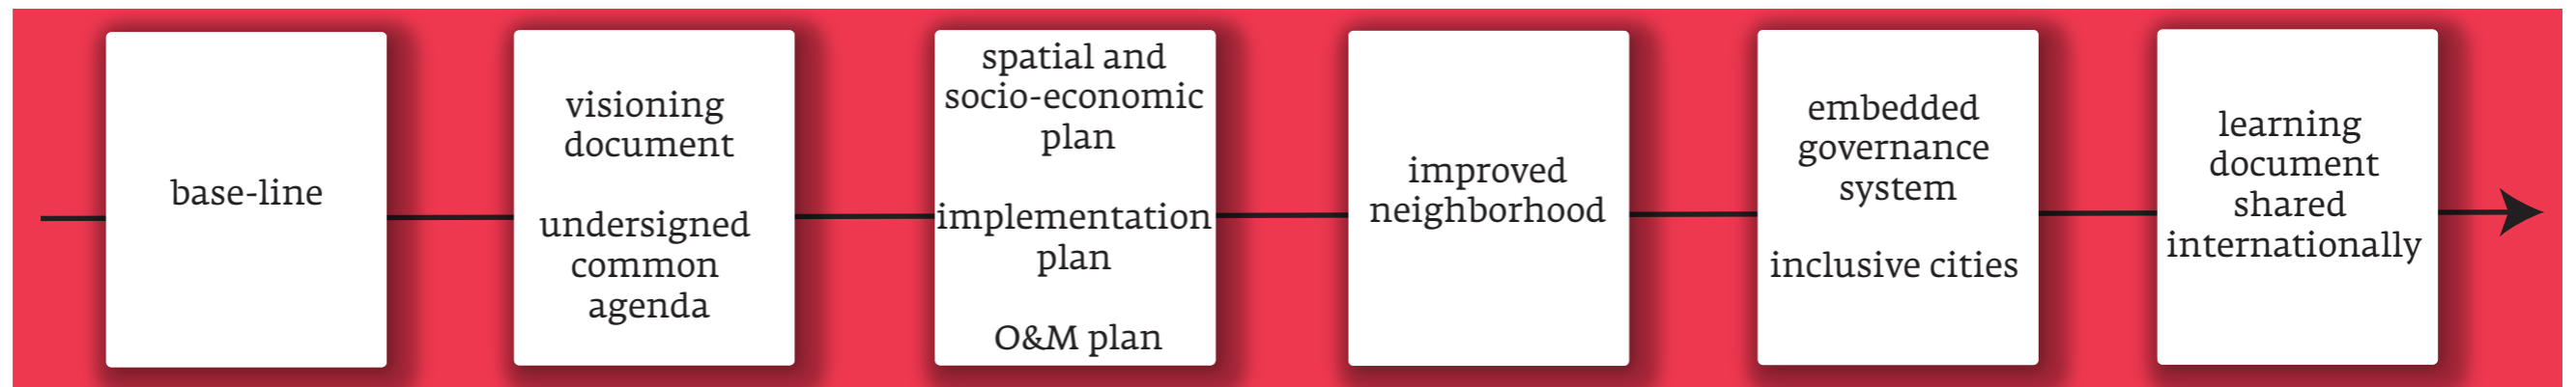 base-line
visioning
document
undersigned
common
agenda
spatial and
socio-economic
plan
implementation
plan
O&M plan
improved
neighborhood
embedded
governance
system
inclusive cities
learning
document
shared
internationally